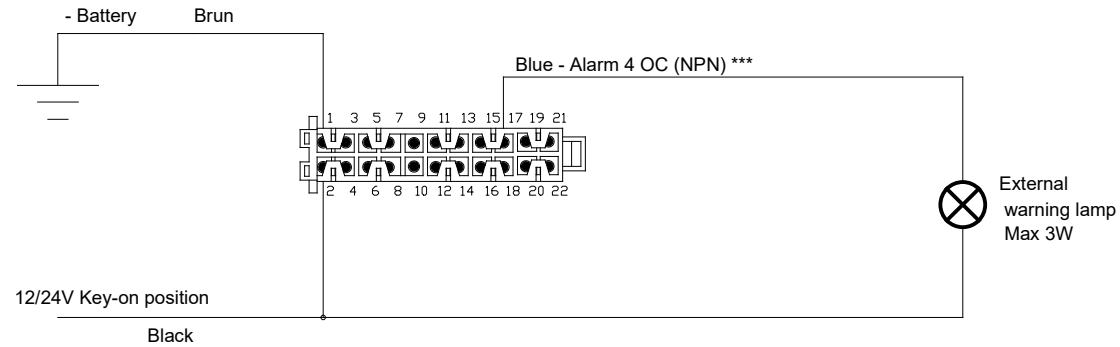 - Battery Brun
Blue - Alarm 4 OC (NPN) ***
1 3 5 7 9 11 13 15 17 19 21
2 4 6 8 10 12 14 16 18 20 22
External
warning lamp
Max 3W
12/24V Key-on position
Black